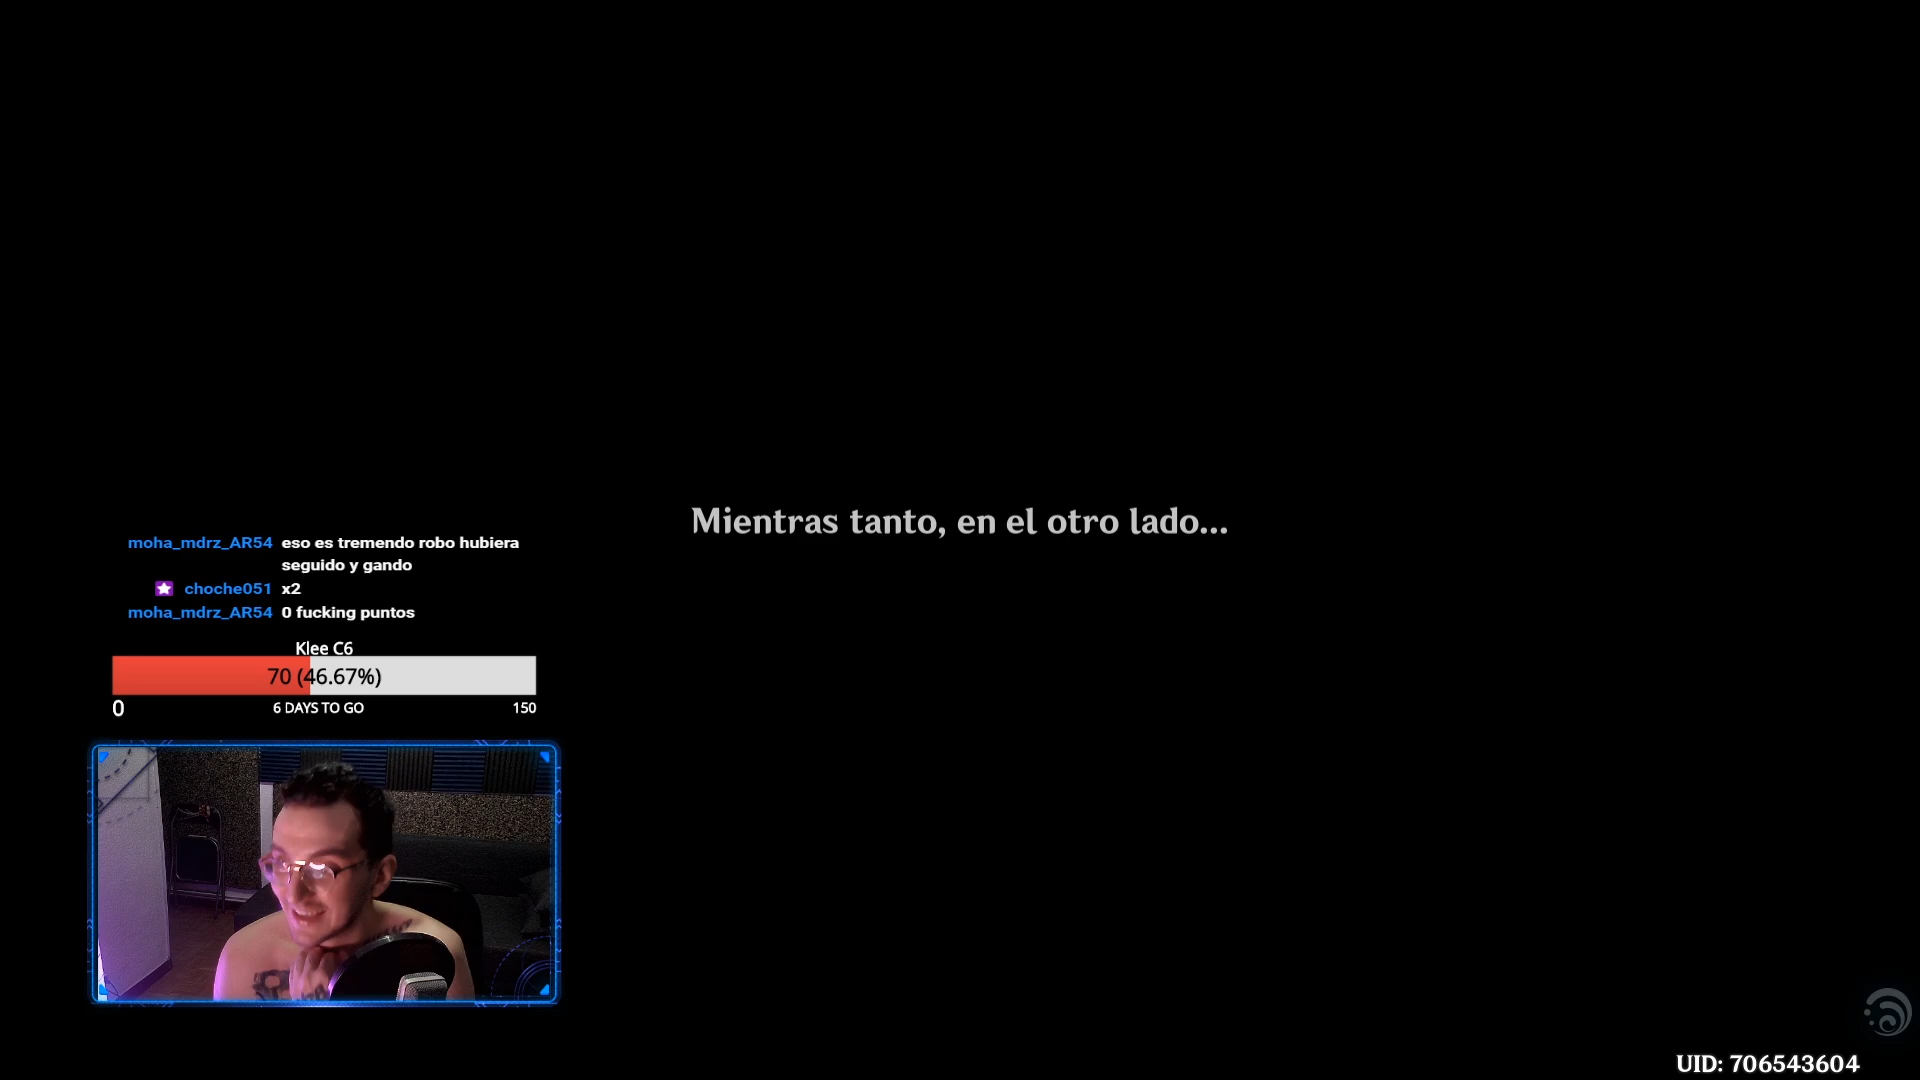 Mientras tanto, en el otro lado...
moha_mdrz_AR54 eso es tremendo robo hubiera
seguido y gando
choche051 x2
moha_mdrz_AR54 0 fucking puntos
Klee C6
70 (46.67%)
0 6 DAYS TO GO 150
UID: 706543604